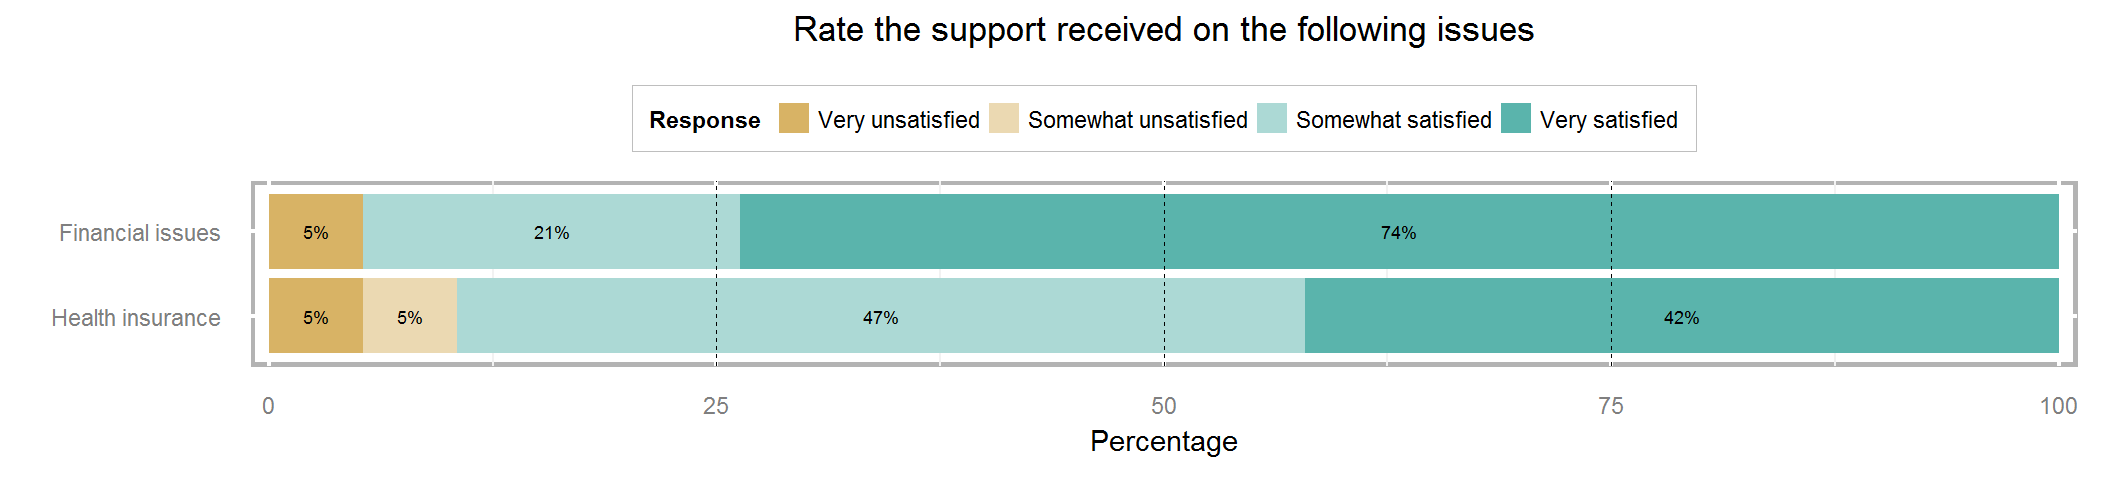 Rate the support received on the following issues
Response Very unsatisfied Somewhat unsatisfied Somewhat satisfied Very satisfied
Financial issues 5% 21% 74%
Health insurance 5% 5% 47% 42%
0 25 50 75 100
Percentage